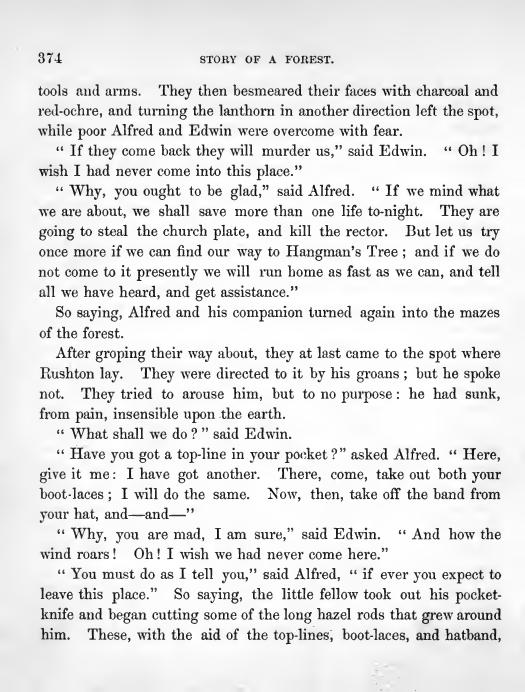 374 STORY OF A FOREST.
tools and arms. They then besmeared their faces with charcoal and
red-ochre, and turning the lanthorn in another direction left the spot,
while poor Alfred and Edwin were overcome with fear.
“ If they come back they will murder us,” said Edwin. “ Oh ! I
wish I had never come into this place.”
“ Why, you ought to be glad,” said Alfred. “ If we mind what
we are about, we shall save more than one life to-night. They are
going to steal the church plate, and kill the rector. But let us try
once more if we can find our way to Hangman's Tree ; and if we do
not come to it presently we will run home as fast as we can, and tell
all we have heard, and get assistance.”
So saying, Alfred and his companion turned again into the mazes
of the forest.
After groping their way about, they at last came to the spot where
Rushton lay. They were directed to it by his groans ; but he spoke
not. They tried to arouse him, but to no purpose : he had sunk,
from pain, insensible upon the earth.
“ What shall we do ? ” said Edwin.
“ Have you got a top-line in your pocket ?” asked Alfred. “ Here,
give it me : I have got another. There, come, take out both your
boot-laces ; I will do the same. Now, then, take off the band from
your hat, and—and—”
“ Why, you are mad, I am sure,” said Edwin. “ And how the
wind roars ! Oh ! I wish we had never come here.”
“ You must do as I tell you,” said Alfred, “ if ever you expect to
leave this place.” So saying, the little fellow took out his pocket-
knife and began cutting some of the long hazel rods that grew around
him. These, with the aid of the top-lines, boot-laces, and hatband,